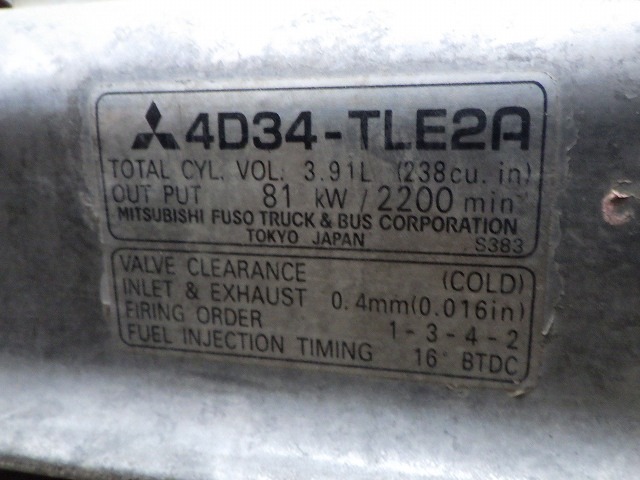 4D34-TLE2A
TOTAL CYL. VOL. 3.91L (238cu. in)
OUT PUT 81 kW/2200 min⁻¹
MITSUBISHI FUSO TRUCK & BUS CORPORATION
TOKYO JAPAN S383
VALVE CLEARANCE (COLD)
INLET & EXHAUST 0.4mm(0.016in)
FIRING ORDER 1-3-4-2
FUEL INJECTION TIMING 16° BTDC